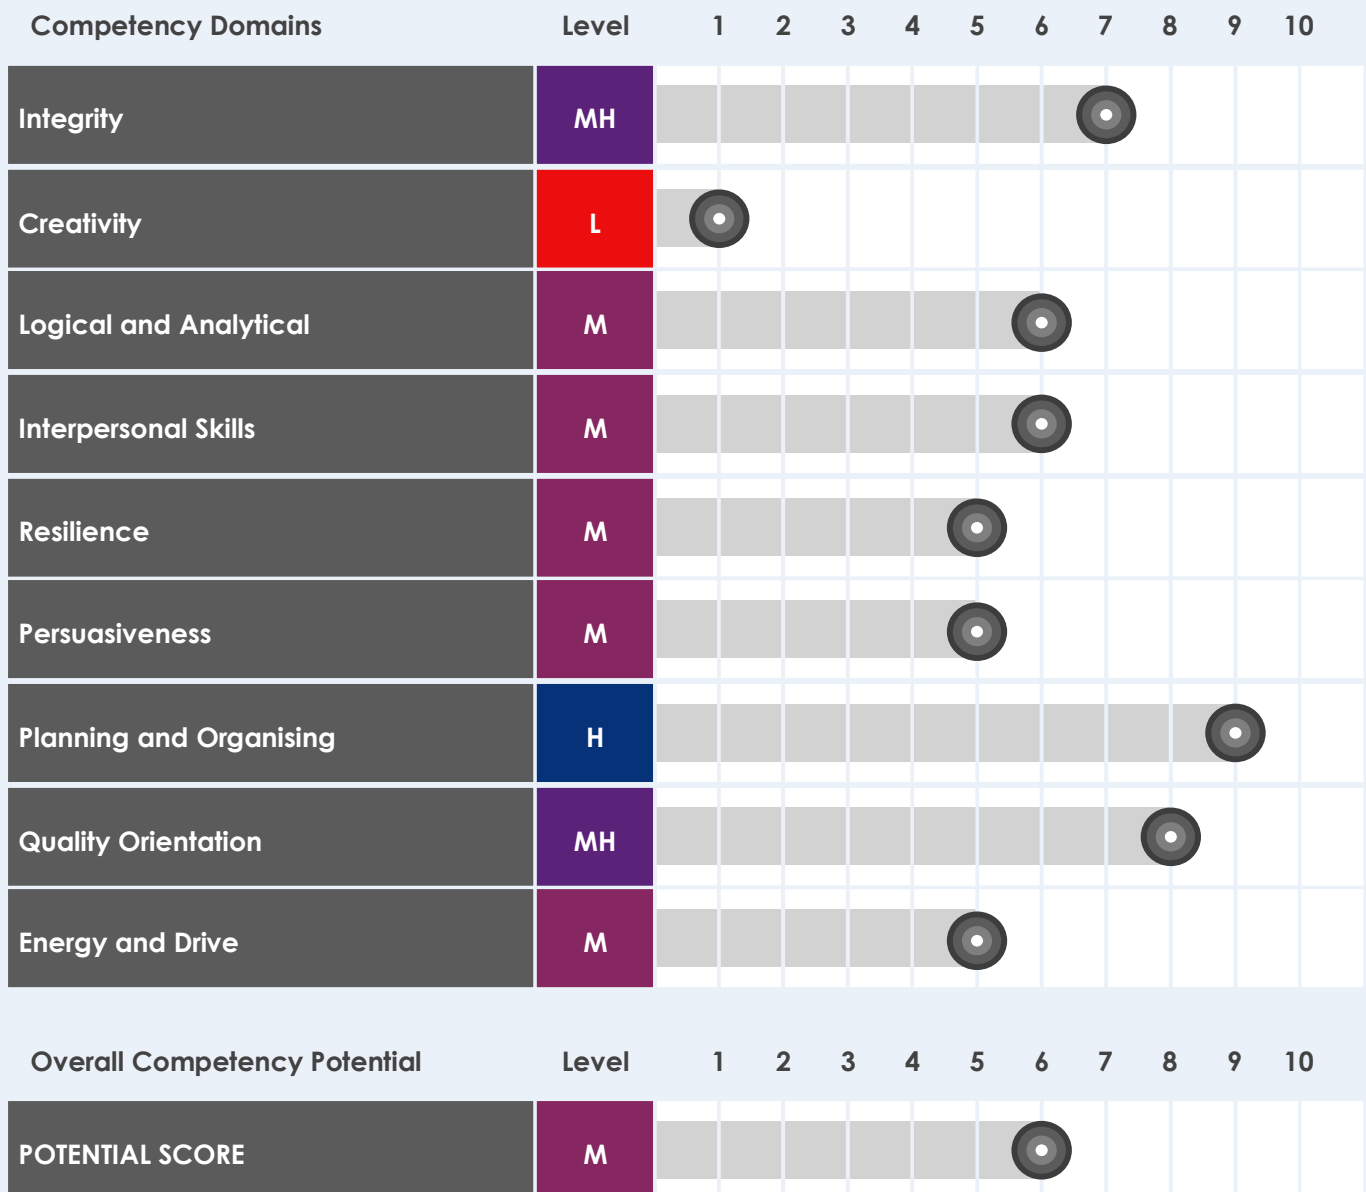 Competency Domains Level 1 2 3 4 5 6 7 8 9 10
Integrity MH
Creativity L
Logical and Analytical M
Interpersonal Skills M
Resilience M
Persuasiveness M
Planning and Organising H
Quality Orientation MH
Energy and Drive M
Overall Competency Potential Level 1 2 3 4 5 6 7 8 9 10
POTENTIAL SCORE M